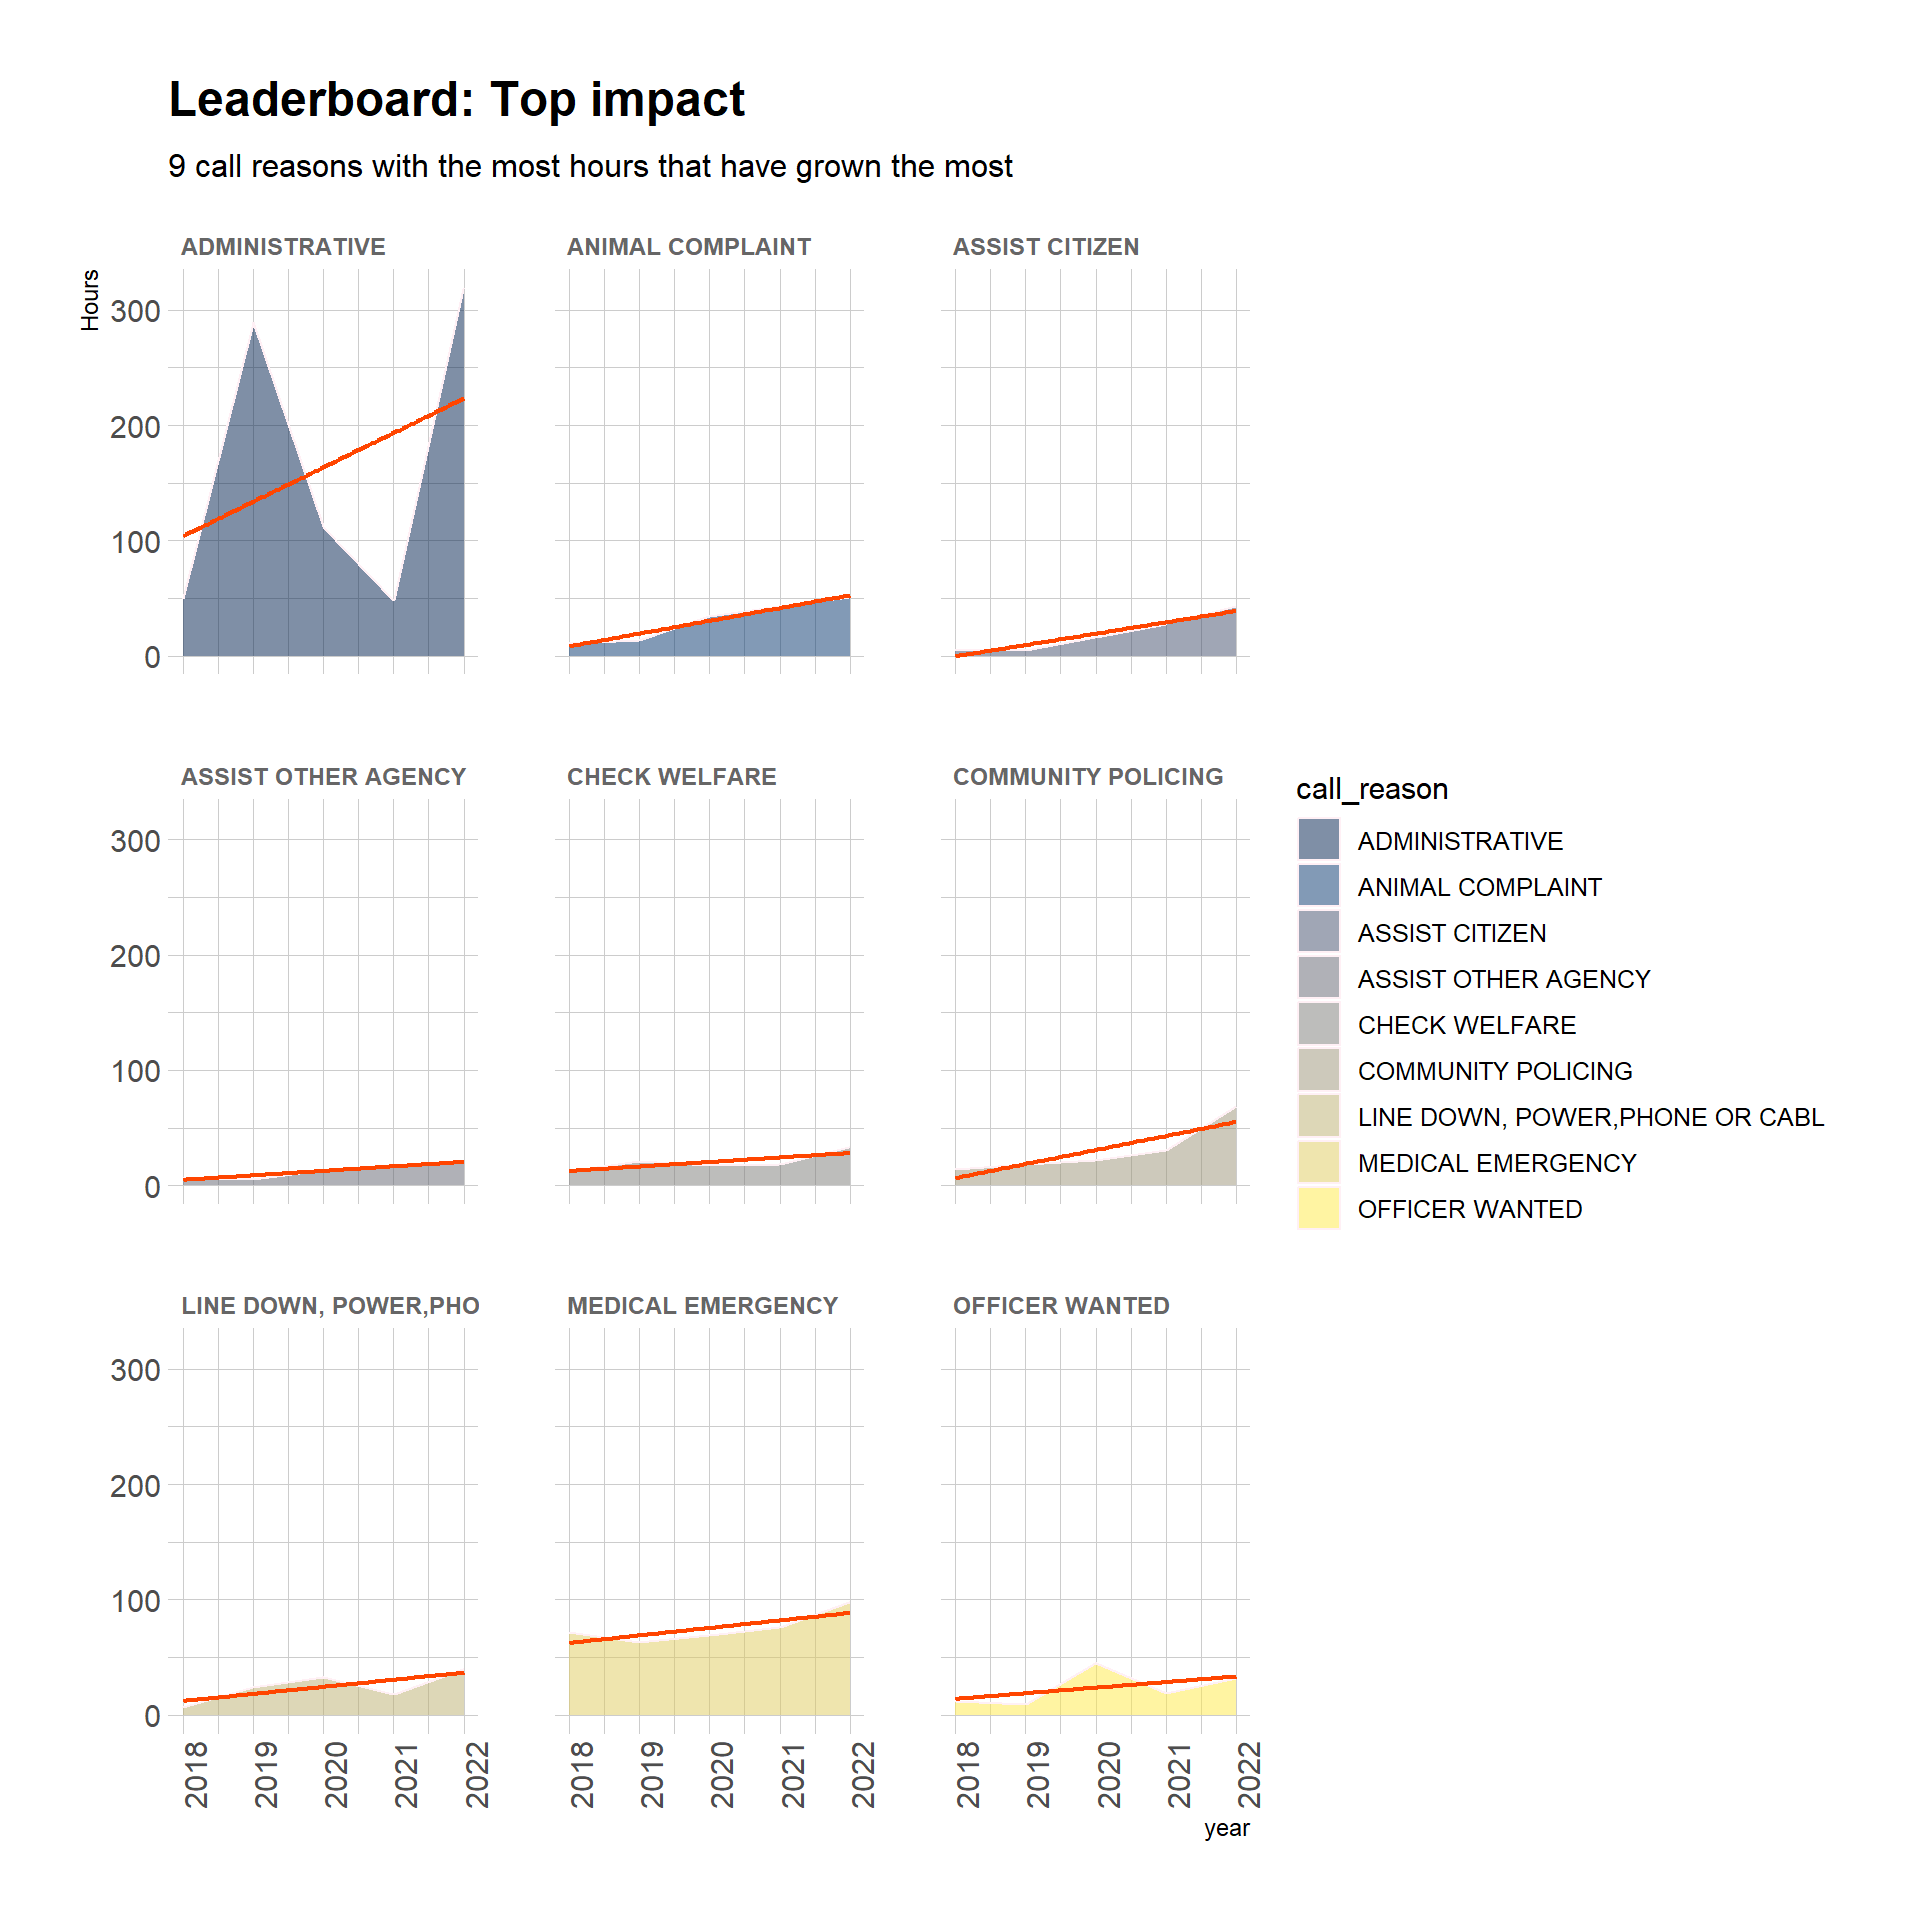 Leaderboard: Top impact
9 call reasons with the most hours that have grown the most
ADMINISTRATIVE
ANIMAL COMPLAINT
ASSIST CITIZEN
Hours
300
200
100
0
ASSIST OTHER AGENCY
CHECK WELFARE
COMMUNITY POLICING
300
200
100
0
call_reason
ADMINISTRATIVE
ANIMAL COMPLAINT
ASSIST CITIZEN
ASSIST OTHER AGENCY
CHECK WELFARE
COMMUNITY POLICING
LINE DOWN, POWER,PHONE OR CABL
MEDICAL EMERGENCY
OFFICER WANTED
LINE DOWN, POWER,PHO
MEDICAL EMERGENCY
OFFICER WANTED
300
200
100
0
2018
2019
2020
2021
2022
2018
2019
2020
2021
2022
2018
2019
2020
2021
2022
year